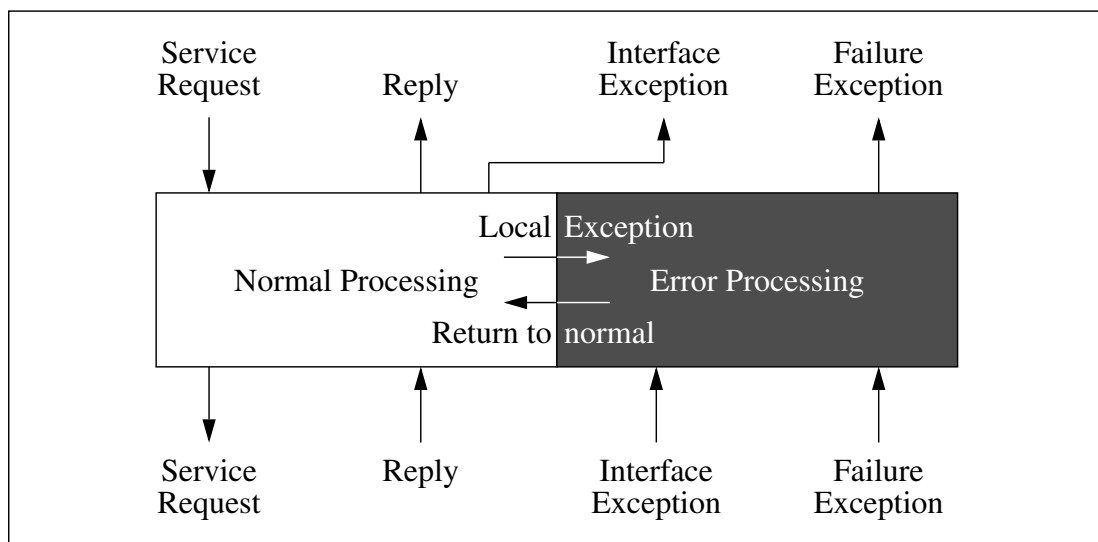 Service
Request
Reply
Interface
Exception
Failure
Exception
Local Exception
Normal Processing
Error Processing
Return to normal
Service
Request
Reply
Interface
Exception
Failure
Exception